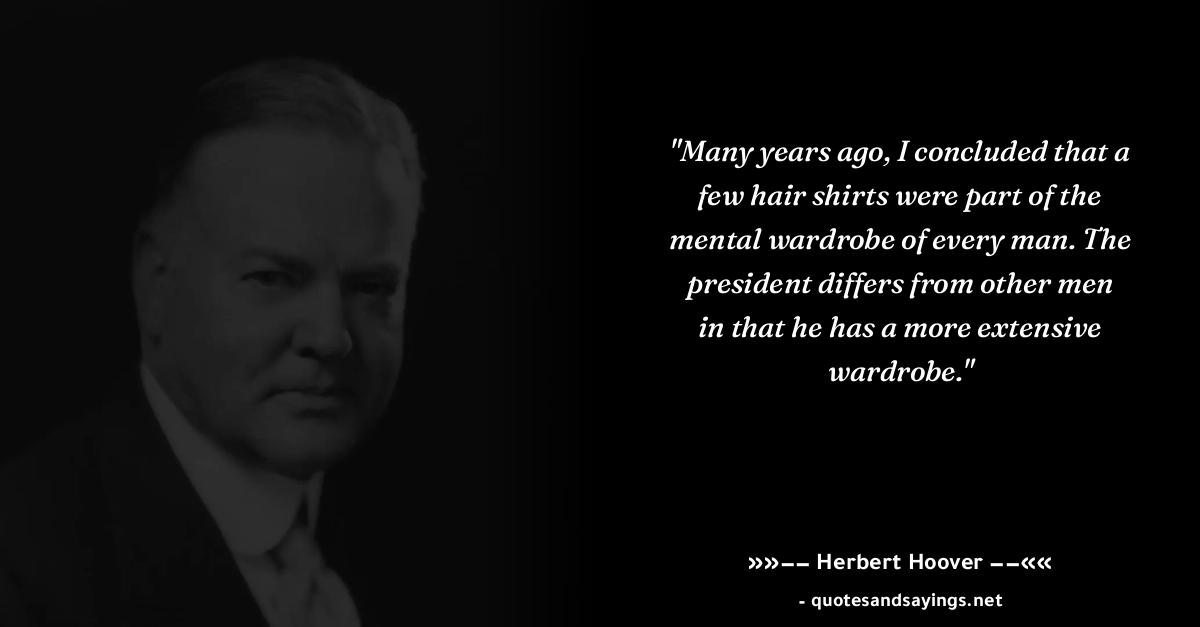 "Many years ago, I concluded that a
few hair shirts were part of the
mental wardrobe of every man. The
president differs from other men
in that he has a more extensive
wardrobe."
»»−− Herbert Hoover −−««
- quotesandsayings.net